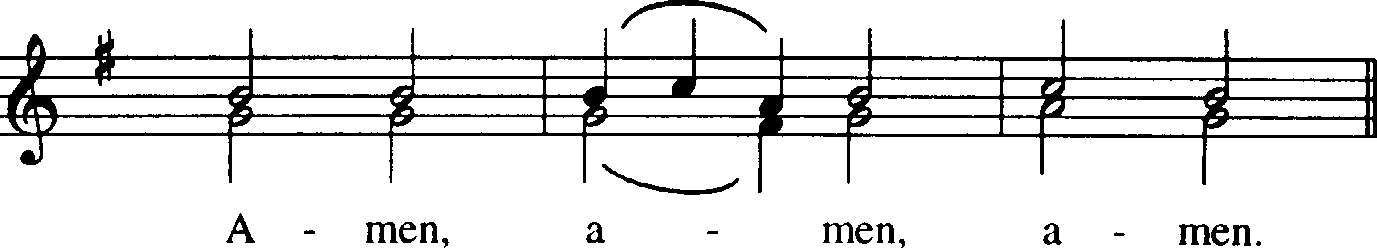 A - men, a - men, a - men.